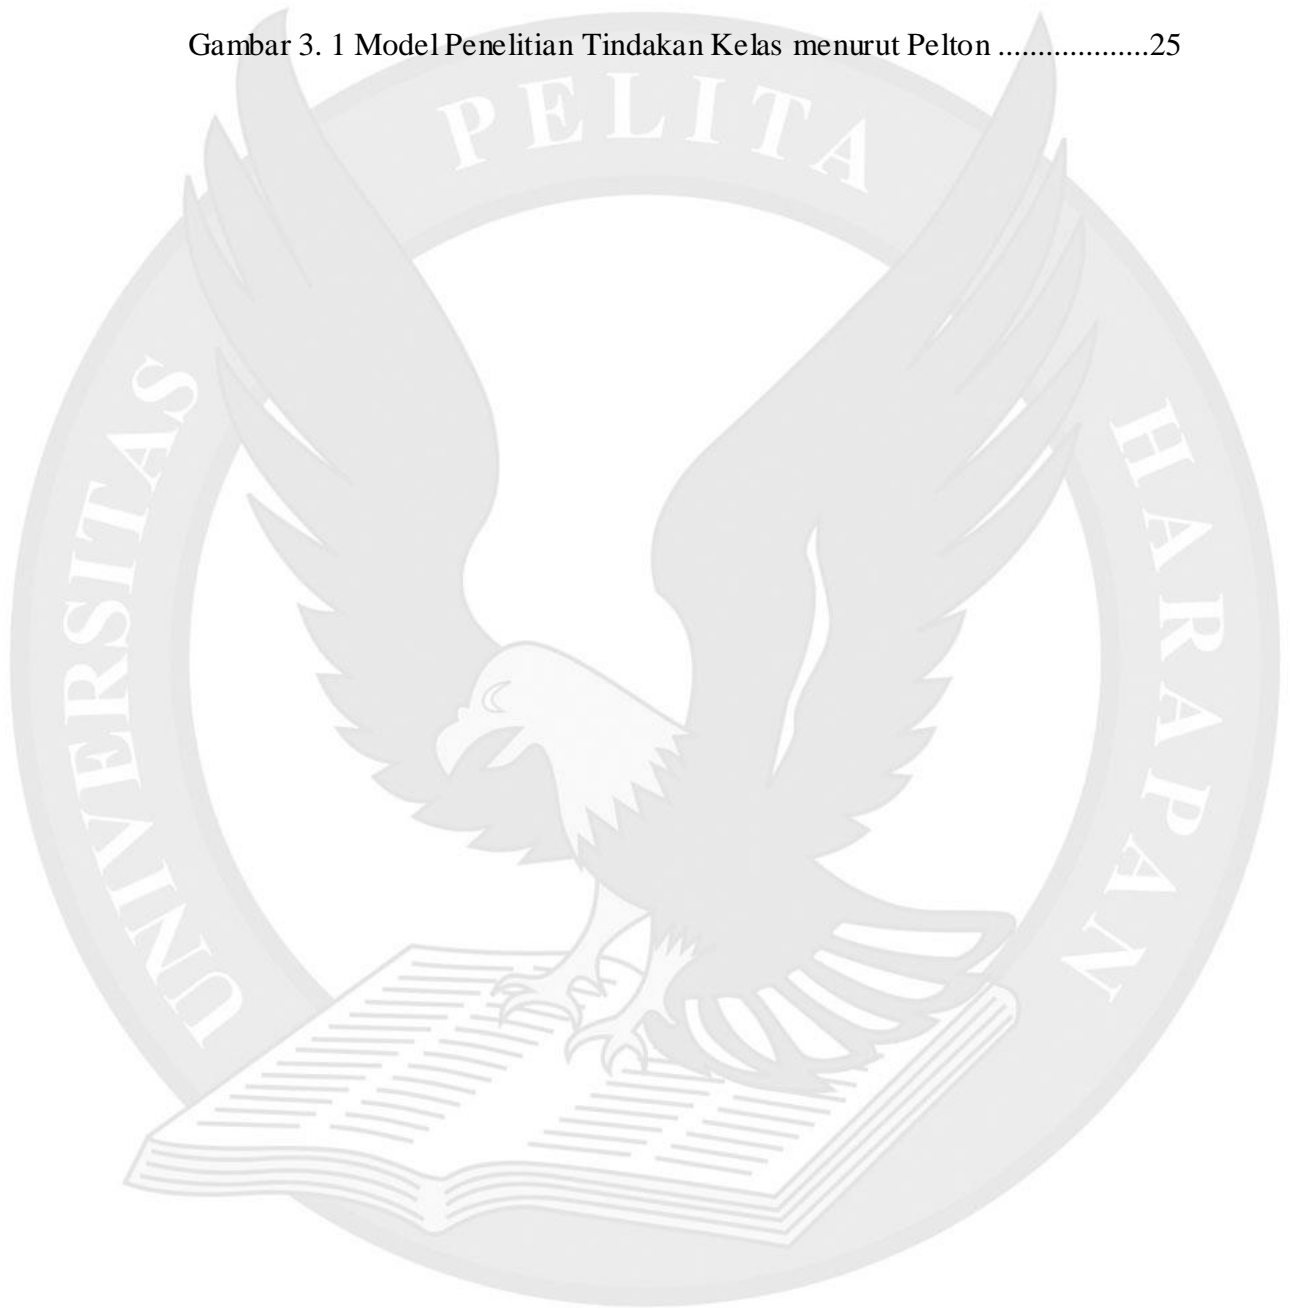 Gambar 3. 1 Model Penelitian Tindakan Kelas menurut Pelton ...................25
UNIVERSITAS PELITA HARAPAN